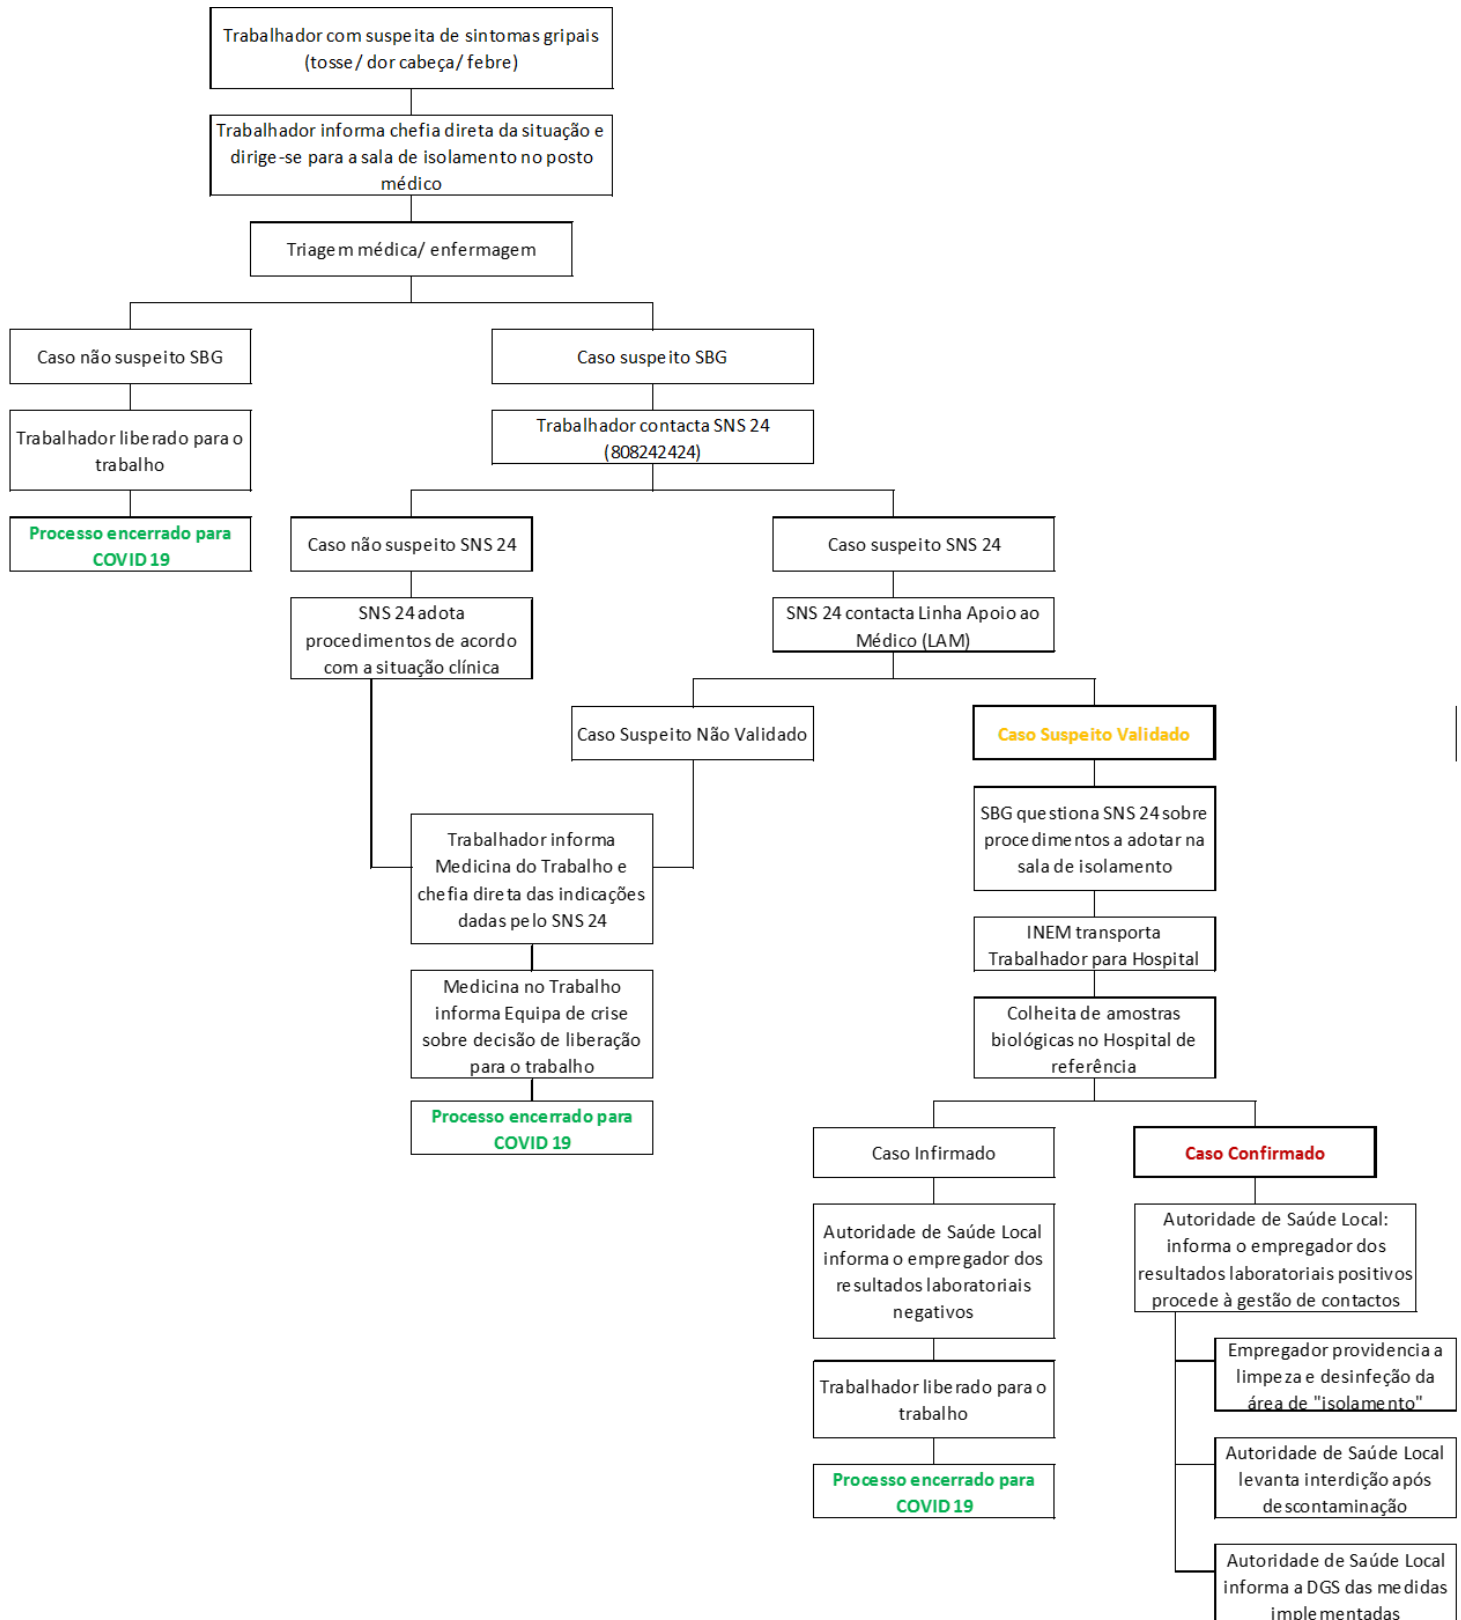 Trabalhador com suspeita de sintomas gripais
(tosse/ dor cabeça/ febre)
Trabalhador informa chefia direta da situação e
dirige-se para a sala de isolamento no posto
médico
Triagem médica/ enfermagem
Caso não suspeito SBG
Caso suspeito SBG
Trabalhador liberado para o
trabalho
Trabalhador contacta SNS 24
(808242424)
Processo encerrado para
COVID 19
Caso não suspeito SNS 24
Caso suspeito SNS 24
SNS 24 adota
procedimentos de acordo
com a situação clínica
SNS 24 contacta Linha Apoio ao
Médico (LAM)
Caso Suspeito Não Validado
Caso Suspeito Validado
Trabalhador informa
Medicina do Trabalho e
chefia direta das indicações
dadas pelo SNS 24
SBG questiona SNS 24 sobre
procedimentos a adotar na
sala de isolamento
INEM transporta
Trabalhador para Hospital
Medicina no Trabalho
informa Equipa de crise
sobre decisão de liberação
para o trabalho
Colheita de amostras
biológicas no Hospital de
referência
Processo encerrado para
COVID 19
Caso Infirmado
Caso Confirmado
Autoridade de Saúde Local
informa o empregador dos
resultados laboratoriais
negativos
Autoridade de Saúde Local:
informa o empregador dos
resultados laboratoriais positivos
procede à gestão de contactos
Trabalhador liberado para o
trabalho
Empregador providencia a
limpeza e desinfeção da
área de "isolamento"
Processo encerrado para
COVID 19
Autoridade de Saúde Local
levanta interdição após
descontaminação
Autoridade de Saúde Local
informa a DGS das medidas
implementadas